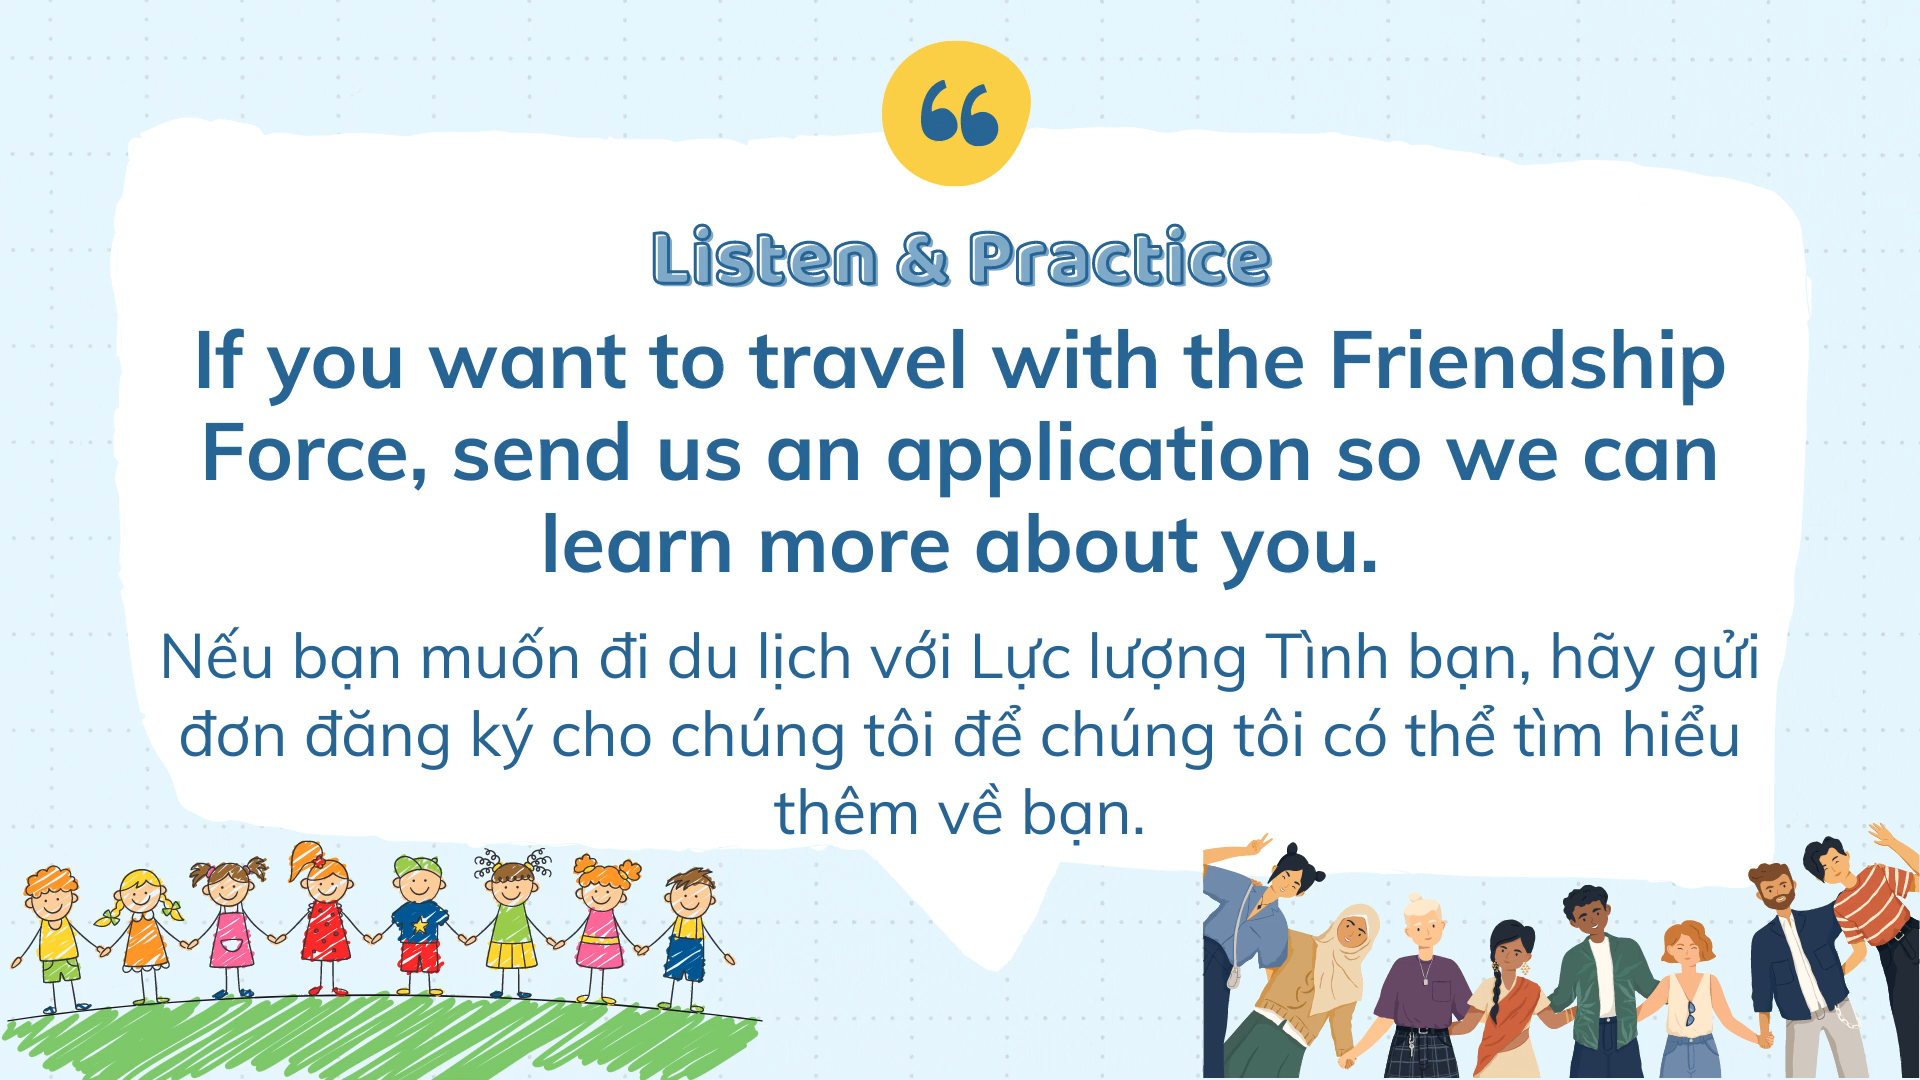 Listen & Practice
If you want to travel with the Friendship
Force, send us an application so we can
learn more about you.
Nếu bạn muốn đi du lịch với Lực lượng Tình bạn, hãy gửi
đơn đăng ký cho chúng tôi để chúng tôi có thể tìm hiểu
thêm về bạn.